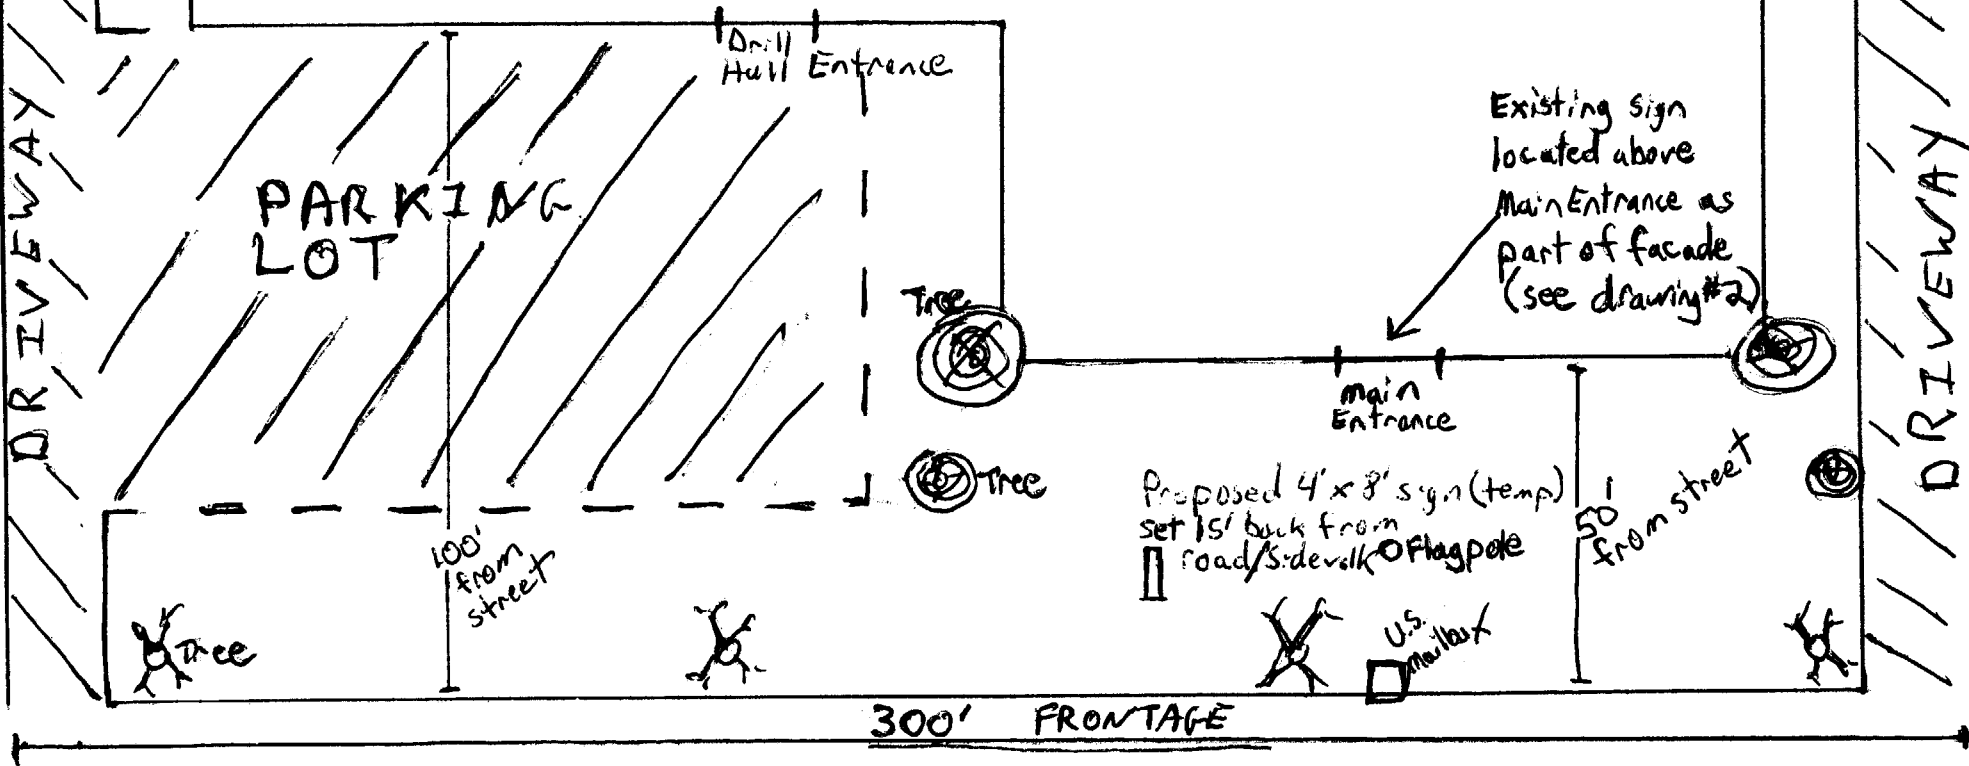 DRIVEWAY
Drill
Hall Entrance
PARKING
LOT
100'
from
street
Tree
Tree
Tree
Existing sign
located above
Main Entrance as
part of facade
(see drawing #2)
main
Entrance
Proposed 4' x 8' sign (temp)
set 15' back from
road/sidewalk
Flagpole
U.S.
mailbox
50'
from street
DRIVEWAY
300' FRONTAGE